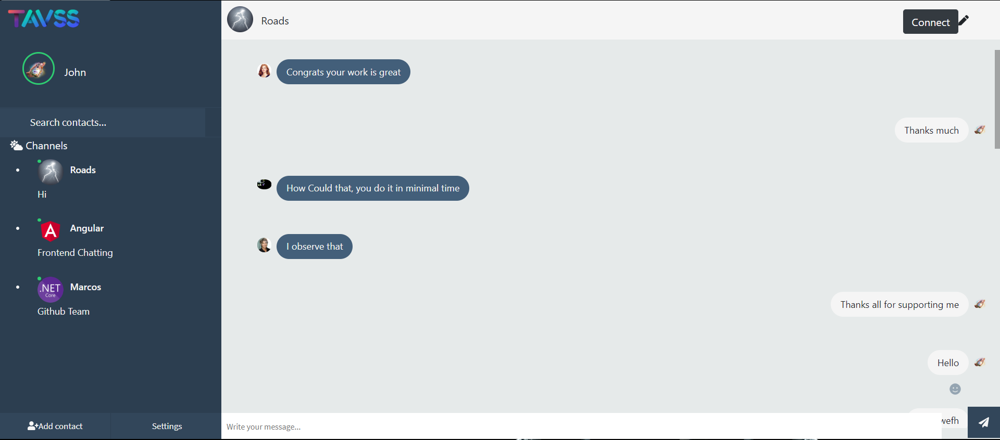 TAVSS
John
Search contacts...
Channels
Roads
Hi
Angular
Frontend Chatting
.NET
Core
Marcos
Github Team
Add contact
Settings
Roads
Connect
Congrats your work is great
Thanks much
How Could that, you do it in minimal time
I observe that
Thanks all for supporting me
Hello
Write your message...